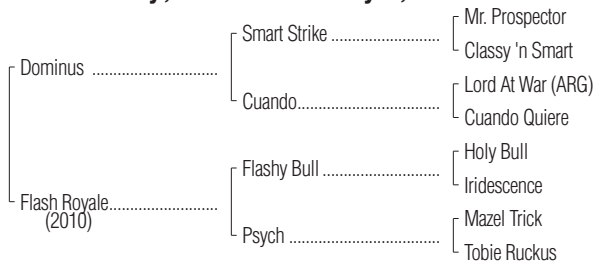 Smart Strike
Mr. Prospector
Classy 'n Smart
Dominus
Cuando
Lord At War (ARG)
Cuando Quiere
Flashy Bull
Holy Bull
Iridescence
Flash Royale
(2010)
Psych
Mazel Trick
Tobie Ruckus